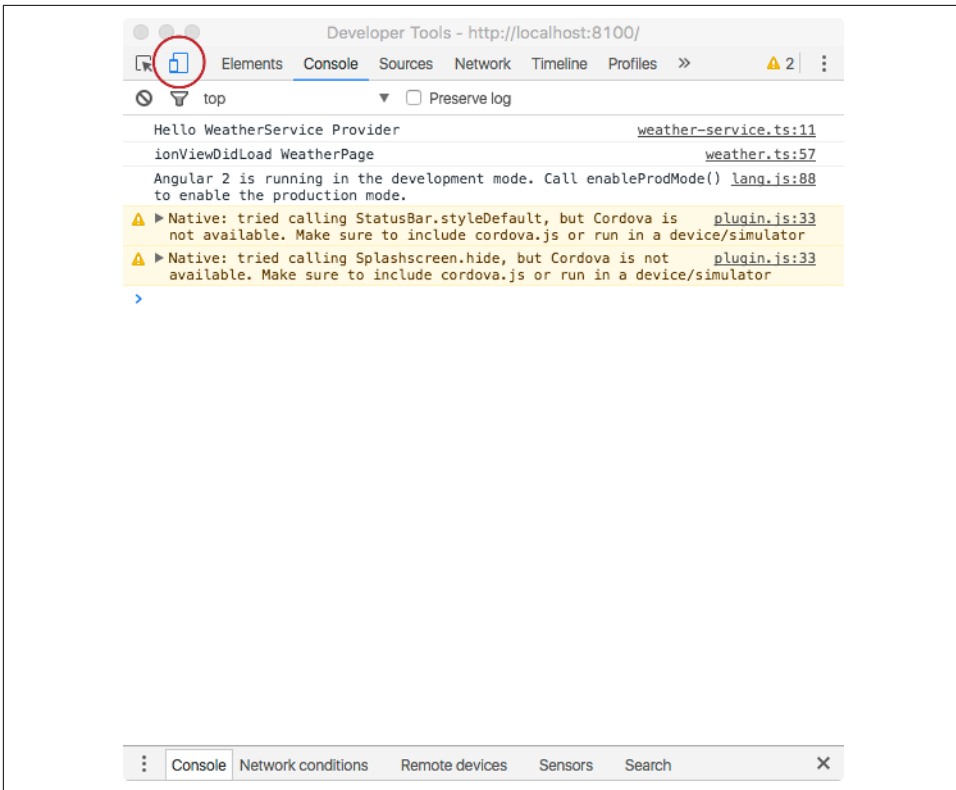 Developer Tools - http://localhost:8100/
Elements Console Sources Network Timeline Profiles » 2
top Preserve log
Hello WeatherService Provider weather-service.ts:11
ionViewDidLoad WeatherPage weather.ts:57
Angular 2 is running in the development mode. Call enableProdMode() lang.js:88
to enable the production mode.
Native: tried calling StatusBar.styleDefault, but Cordova is plugin.js:33
not available. Make sure to include cordova.js or run in a device/simulator
Native: tried calling Splashscreen.hide, but Cordova is not plugin.js:33
available. Make sure to include cordova.js or run in a device/simulator
>
Console Network conditions Remote devices Sensors Search